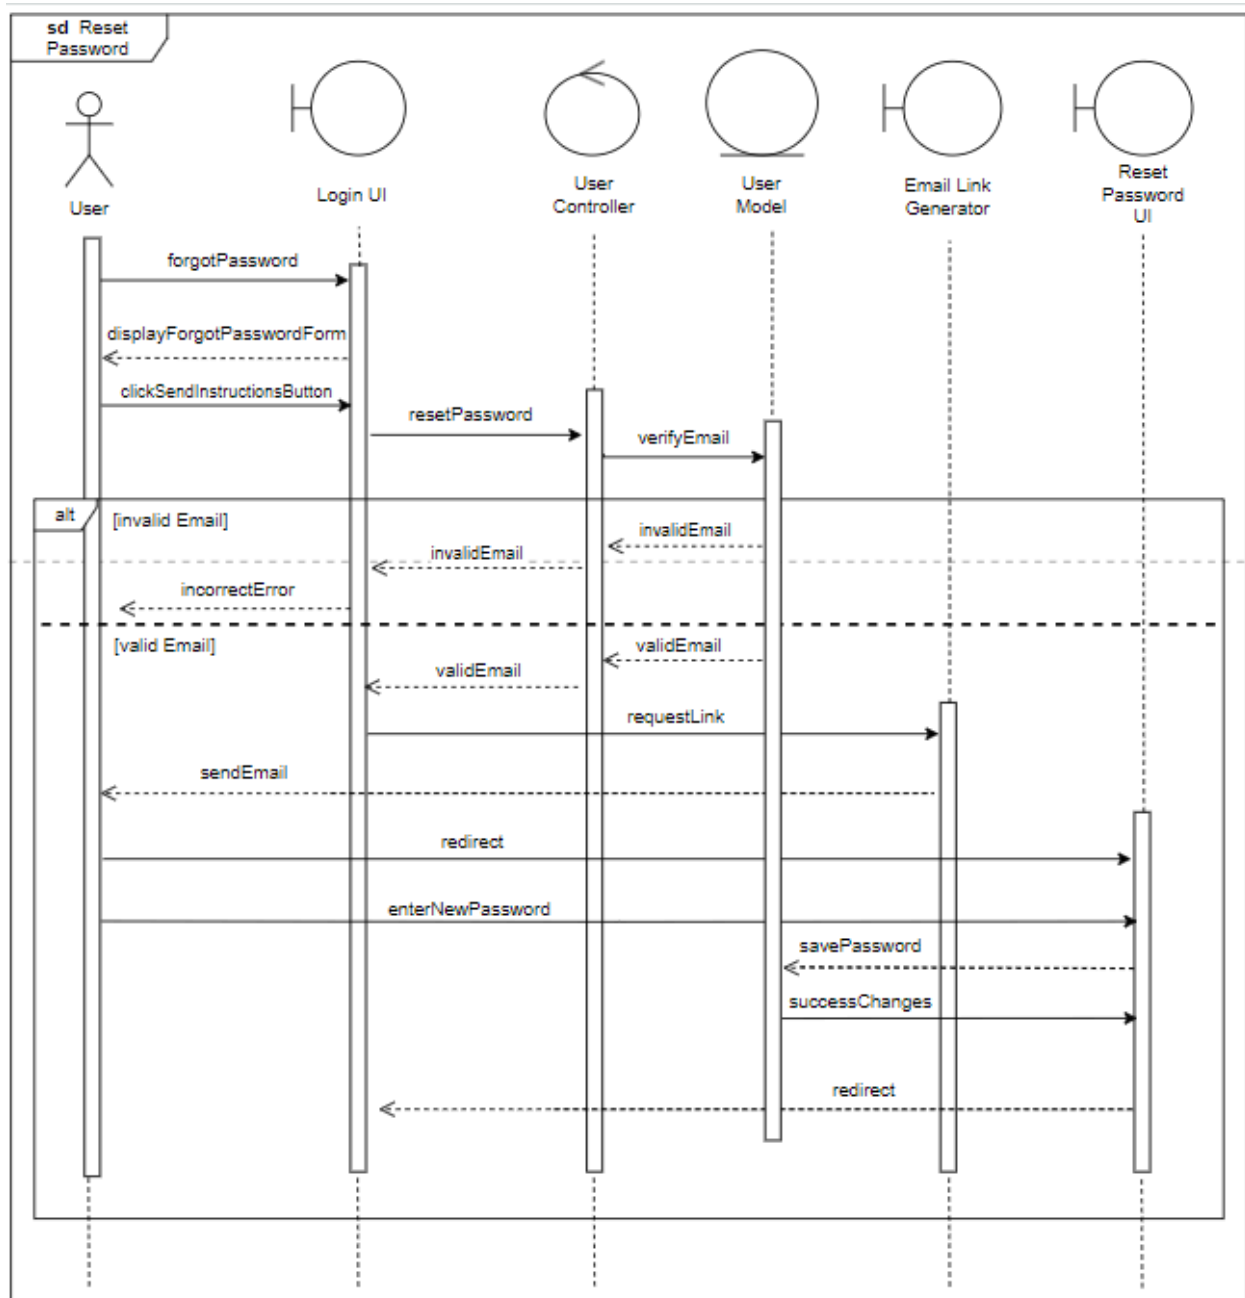 sd Reset
Password
User
Login UI
User
Controller
User
Model
Email Link
Generator
Reset
Password
UI
forgotPassword
displayForgotPasswordForm
clickSendInstructionsButton
resetPassword
verifyEmail
alt
[invalid Email]
invalidEmail
invalidEmail
incorrectError
[valid Email]
validEmail
validEmail
requestLink
sendEmail
redirect
enterNewPassword
savePassword
successChanges
redirect